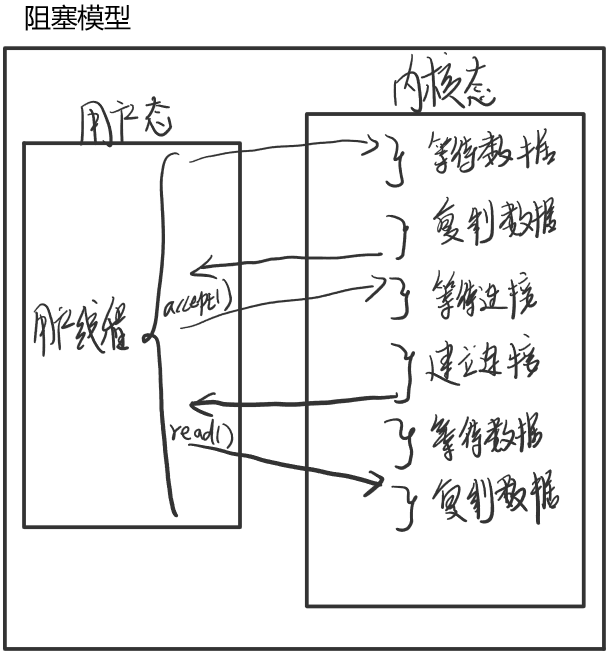 阻塞模型
内核态
用户态
等待数据
复制数据
accept()
等待连接
用户线程
建立连接
read()
等待数据
复制数据